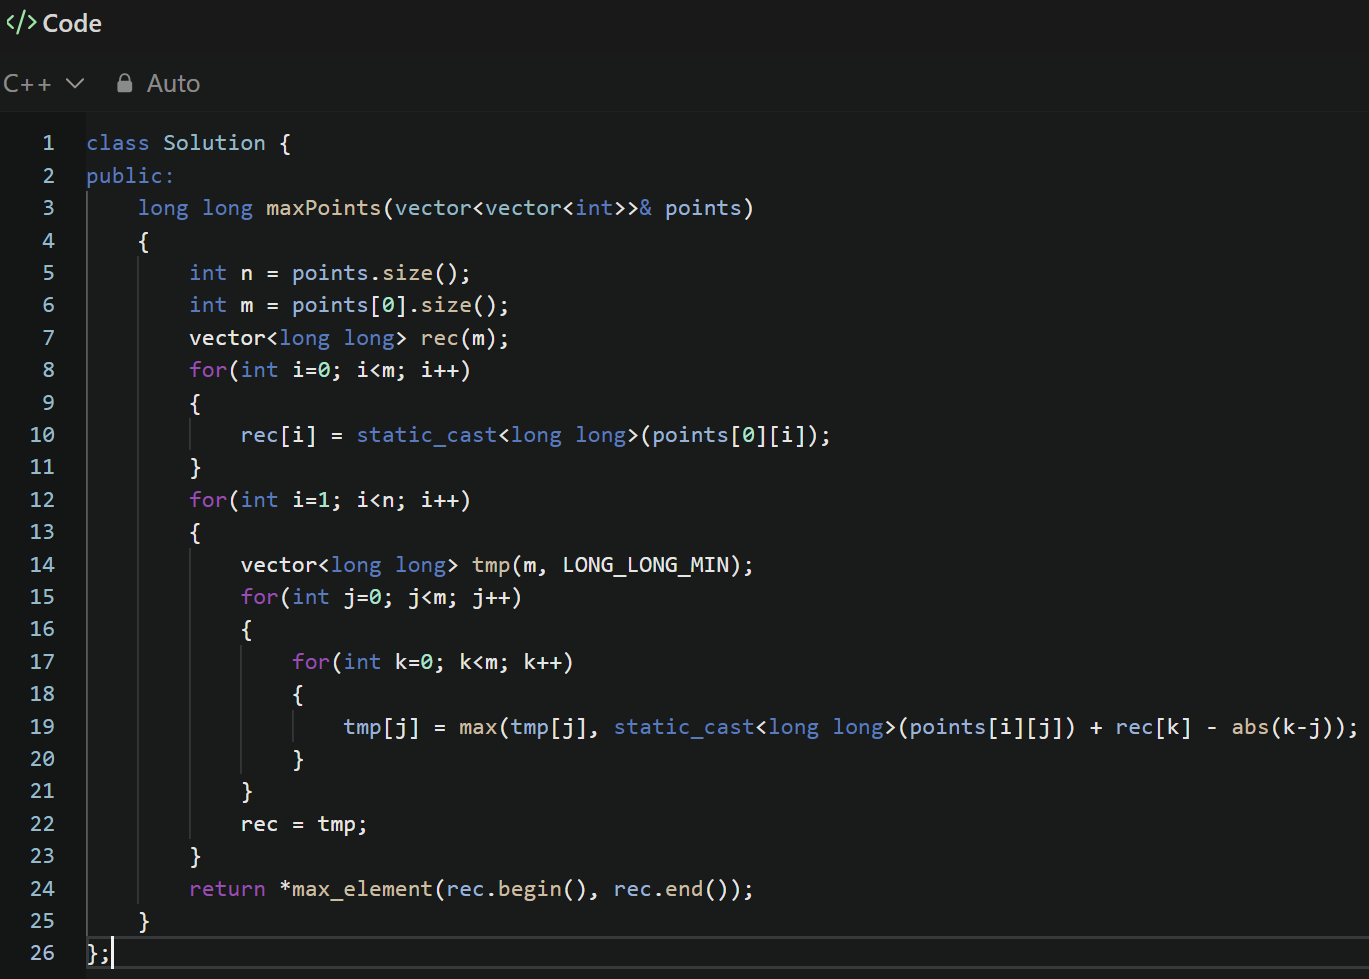 </> Code
C++ Auto
1 class Solution {
2 public:
3     long long maxPoints(vector<vector<int>>& points)
4     {
5         int n = points.size();
6         int m = points[0].size();
7         vector<long long> rec(m);
8         for(int i=0; i<m; i++)
9         {
10             rec[i] = static_cast<long long>(points[0][i]);
11         }
12         for(int i=1; i<n; i++)
13         {
14             vector<long long> tmp(m, LONG_LONG_MIN);
15             for(int j=0; j<m; j++)
16             {
17                 for(int k=0; k<m; k++)
18                 {
19                     tmp[j] = max(tmp[j], static_cast<long long>(points[i][j]) + rec[k] - abs(k-j));
20                 }
21             }
22             rec = tmp;
23         }
24         return *max_element(rec.begin(), rec.end());
25     }
26 };